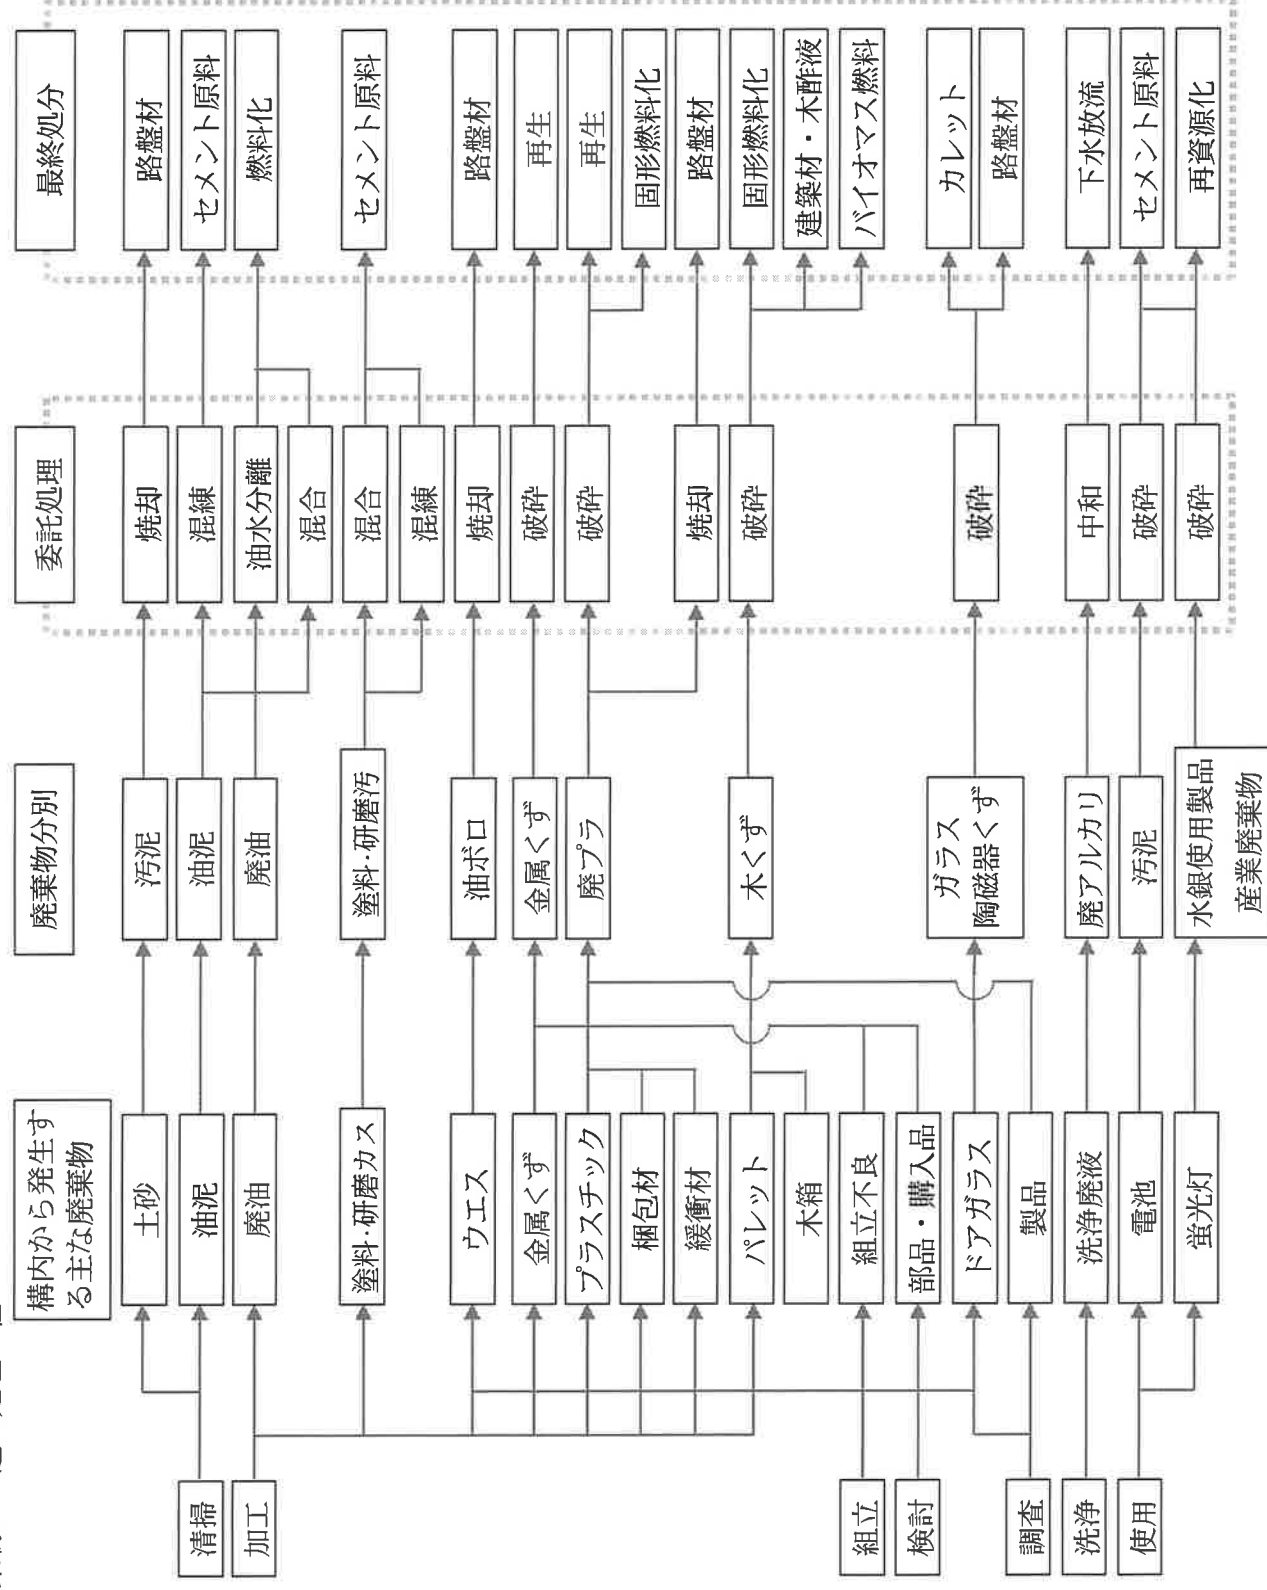 構内から発生す
る主な廃棄物
廃棄物分別
委託処理
最終処分
清掃
加工
組立
検討
調査
洗浄
使用
土砂
油泥
廃油
塗料・研磨カス
ウエス
金属くず
プラスチック
梱包材
緩衝材
パレット
木箱
組立不良
部品・購入品
ドアガラス
製品
洗浄廃液
電池
蛍光灯
汚泥
油泥
廃油
塗料・研磨汚
油ボロ
金属くず
廃プラ
木くず
ガラス
陶磁器くず
廃アルカリ
汚泥
水銀使用製品
産業廃棄物
焼却
混練
油水分離
混合
混合
混練
焼却
破砕
破砕
焼却
破砕
破砕
中和
破砕
破砕
路盤材
セメント原料
燃料化
セメント原料
路盤材
再生
再生
固形燃料化
路盤材
固形燃料化
建築材・木酢液
バイオマス燃料
カレット
路盤材
下水放流
セメント原料
再資源化